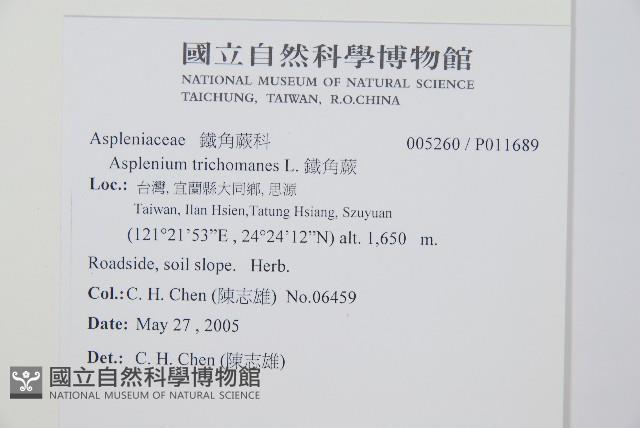 國立自然科學博物館
NATIONAL MUSEUM OF NATURAL SCIENCE
TAICHUNG, TAIWAN, R.O.CHINA
Aspleniaceae 鐵角蕨科 005260 / P011689
Asplenium trichomanes L. 鐵角蕨
Loc.: 台灣, 宜蘭縣大同鄉, 思源
Taiwan, Ilan Hsien,Tatung Hsiang, Szuyuan
(121°21'53”E , 24°24'12”N) alt. 1,650 m.
Roadside, soil slope. Herb.
Col.: C. H. Chen (陳志雄) No.06459
Date: May 27 , 2005
Det.: C. H. Chen (陳志雄)
國立自然科學博物館
NATIONAL MUSEUM OF NATURAL SCIENCE